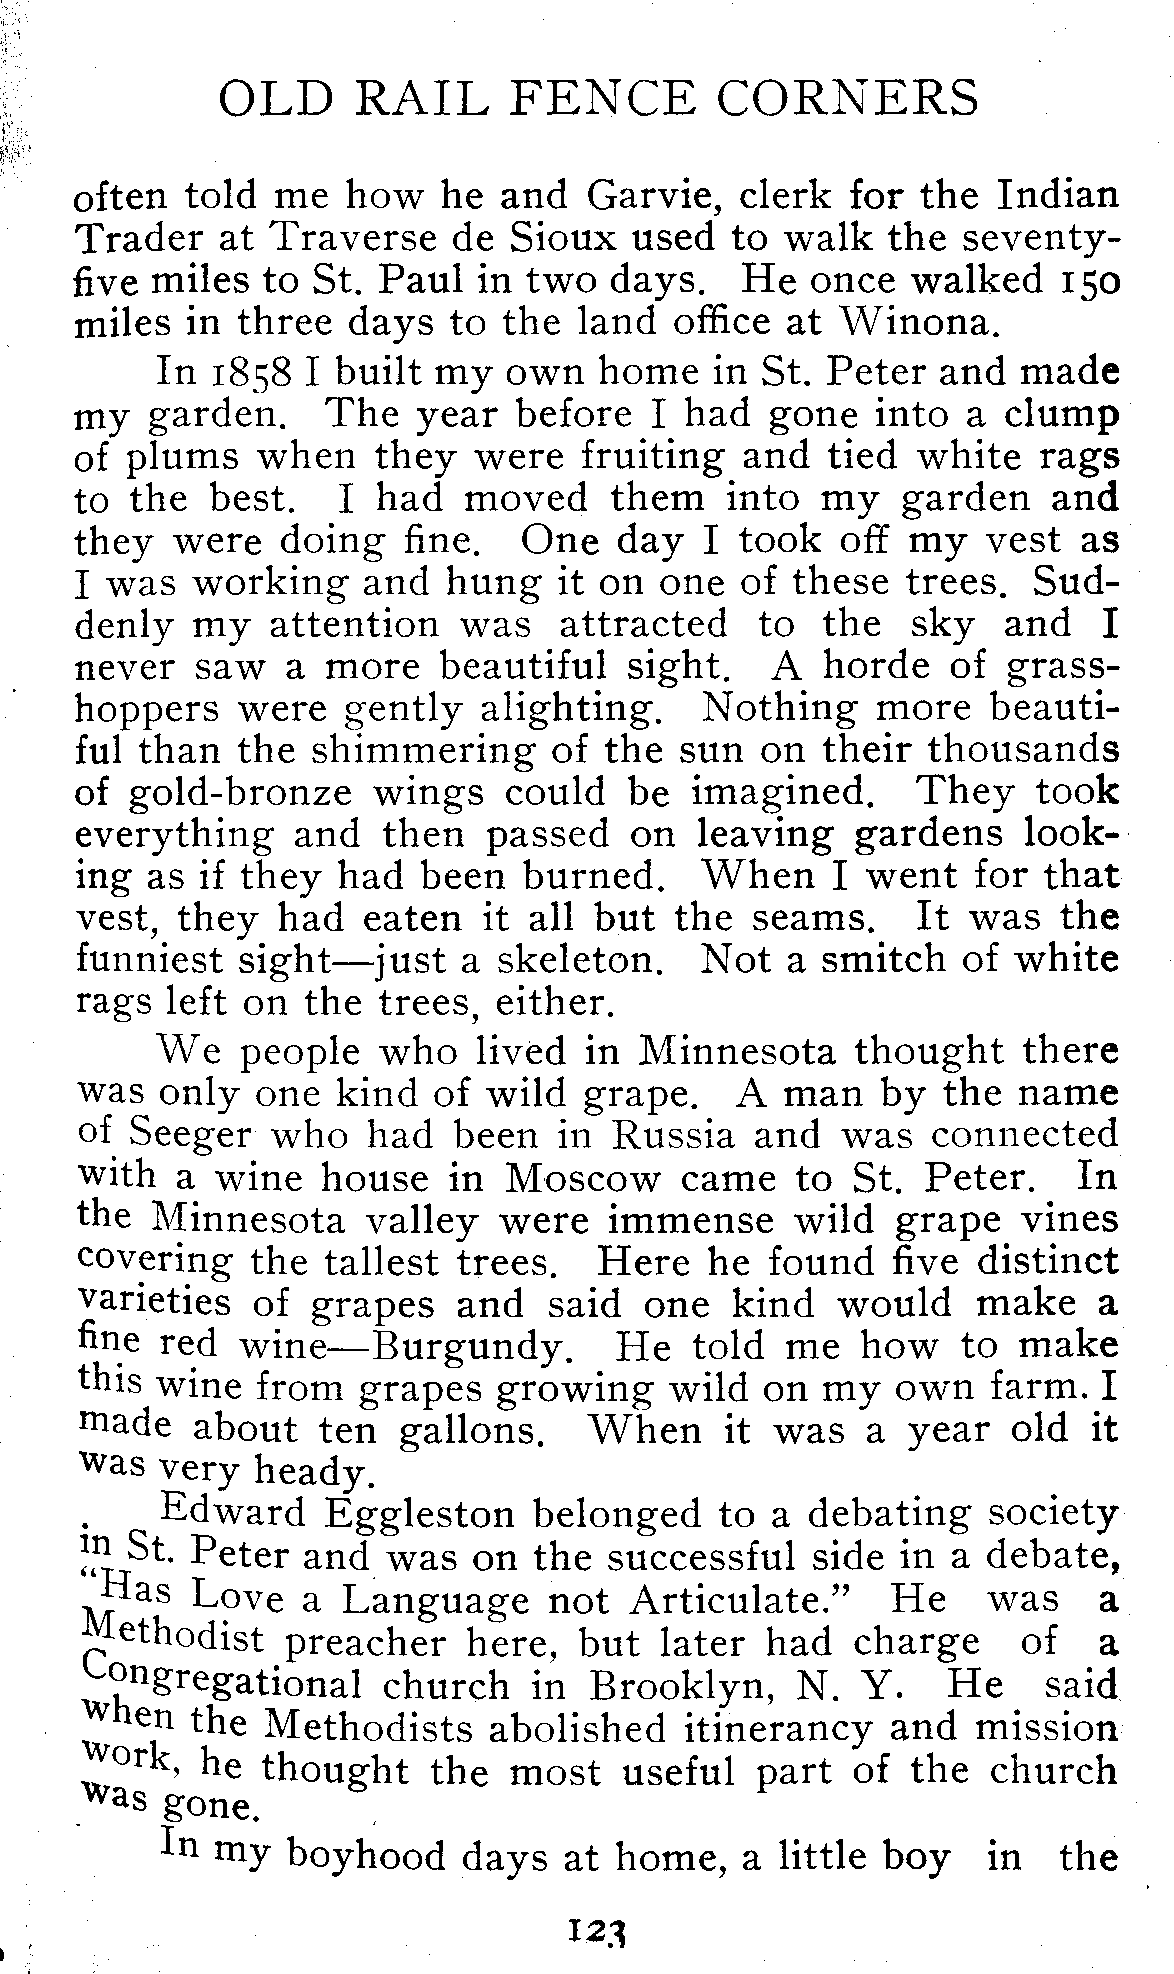 OLD RAIL FENCE CORNERS
often told me how he and Garvie, clerk for the Indian
Trader at Traverse de Sioux used to walk the seventy-
five miles to St. Paul in two days. He once walked 150
miles in three days to the land office at Winona.
In 1858 I built my own home in St. Peter and made
my garden. The year before I had gone into a clump
of plums when they were fruiting and tied white rags
to the best. I had moved them into my garden and
they were doing fine. One day I took off my vest as
I was working and hung it on one of these trees. Sud-
denly my attention was attracted to the sky and I
never saw a more beautiful sight. A horde of grass-
hoppers were gently alighting. Nothing more beauti-
ful than the shimmering of the sun on their thousands
of gold-bronze wings could be imagined. They took
everything and then passed on leaving gardens look-
ing as if they had been burned. When I went for that
vest, they had eaten it all but the seams. It was the
funniest sight—just a skeleton. Not a smitch of white
rags left on the trees, either.
We people who lived in Minnesota thought there
was only one kind of wild grape. A man by the name
of Seeger who had been in Russia and was connected
with a wine house in Moscow came to St. Peter. In
the Minnesota valley were immense wild grape vines
covering the tallest trees. Here he found five distinct
varieties of grapes and said one kind would make a
fine red wine—Burgundy. He told me how to make
this wine from grapes growing wild on my own farm. I
made about ten gallons. When it was a year old it
was very heady.
Edward Eggleston belonged to a debating society
in St. Peter and was on the successful side in a debate,
"Has Love a Language not Articulate." He was a
Methodist preacher here, but later had charge of a
Congregational church in Brooklyn, N. Y. He said
when the Methodists abolished itinerancy and mission
work, he thought the most useful part of the church
was gone.
In my boyhood days at home, a little boy in the
123